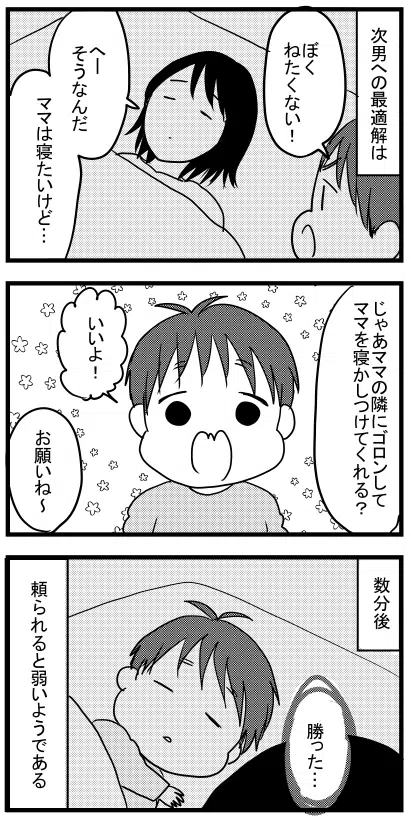 次男への最適解は
ぼく
ねたくない！
へー
そうなんだ
ママは寝たいけど…
じゃあママの隣にゴロンして
ママを寝かしつけてくれる？
いいよ！
お願いね～
数分後
勝った…
頼られると弱いようである